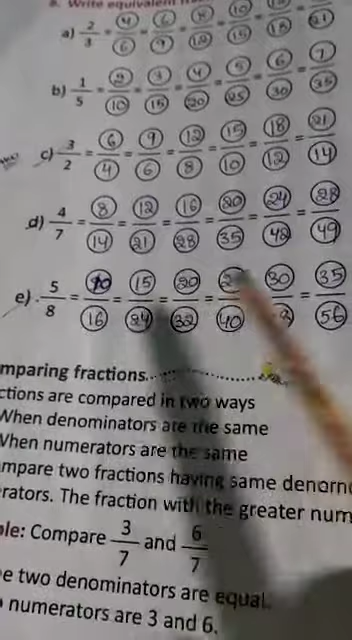 8. Write equivalent
a) 2/3 = 4/6 = 6/9 = 8/12 = 10/15 = 12/18 = /21
b) 1/5 = 2/10 = 3/15 = 4/20 = 5/25 = 6/30 = 7/35
c) 3/2 = 6/4 = 9/6 = 12/8 = 15/10 = 18/12 = 21/14
d) 4/7 = 8/14 = 12/21 = 16/28 = 20/35 = 24/42 = 28/49
e) 5/8 = 10/16 = 15/24 = 20/32 = 2 /40 = 30/ 8 = 35/56
mparing fractions
ctions are compared in two ways
When denominators are the same
When numerators are the same
mpare two fractions having same denom
rators. The fraction with the greater num
ple: Compare 3/7 and 6/7
e two denominators are equal.
numerators are 3 and 6.